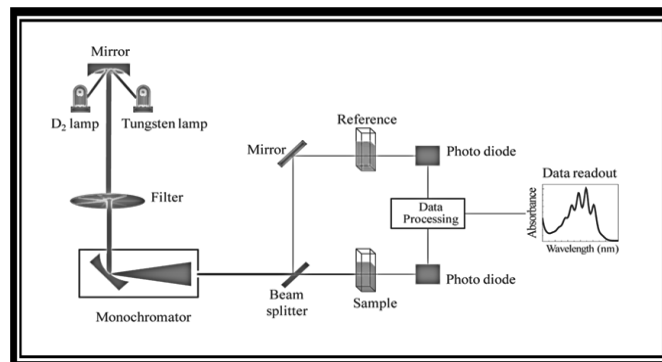 Mirror
D₂ lamp
Tungsten lamp
Filter
Monochromator
Mirror
Beam
splitter
Reference
Sample
Photo diode
Data
Processing
Photo diode
Data readout
Absorbance
Wavelength (nm)